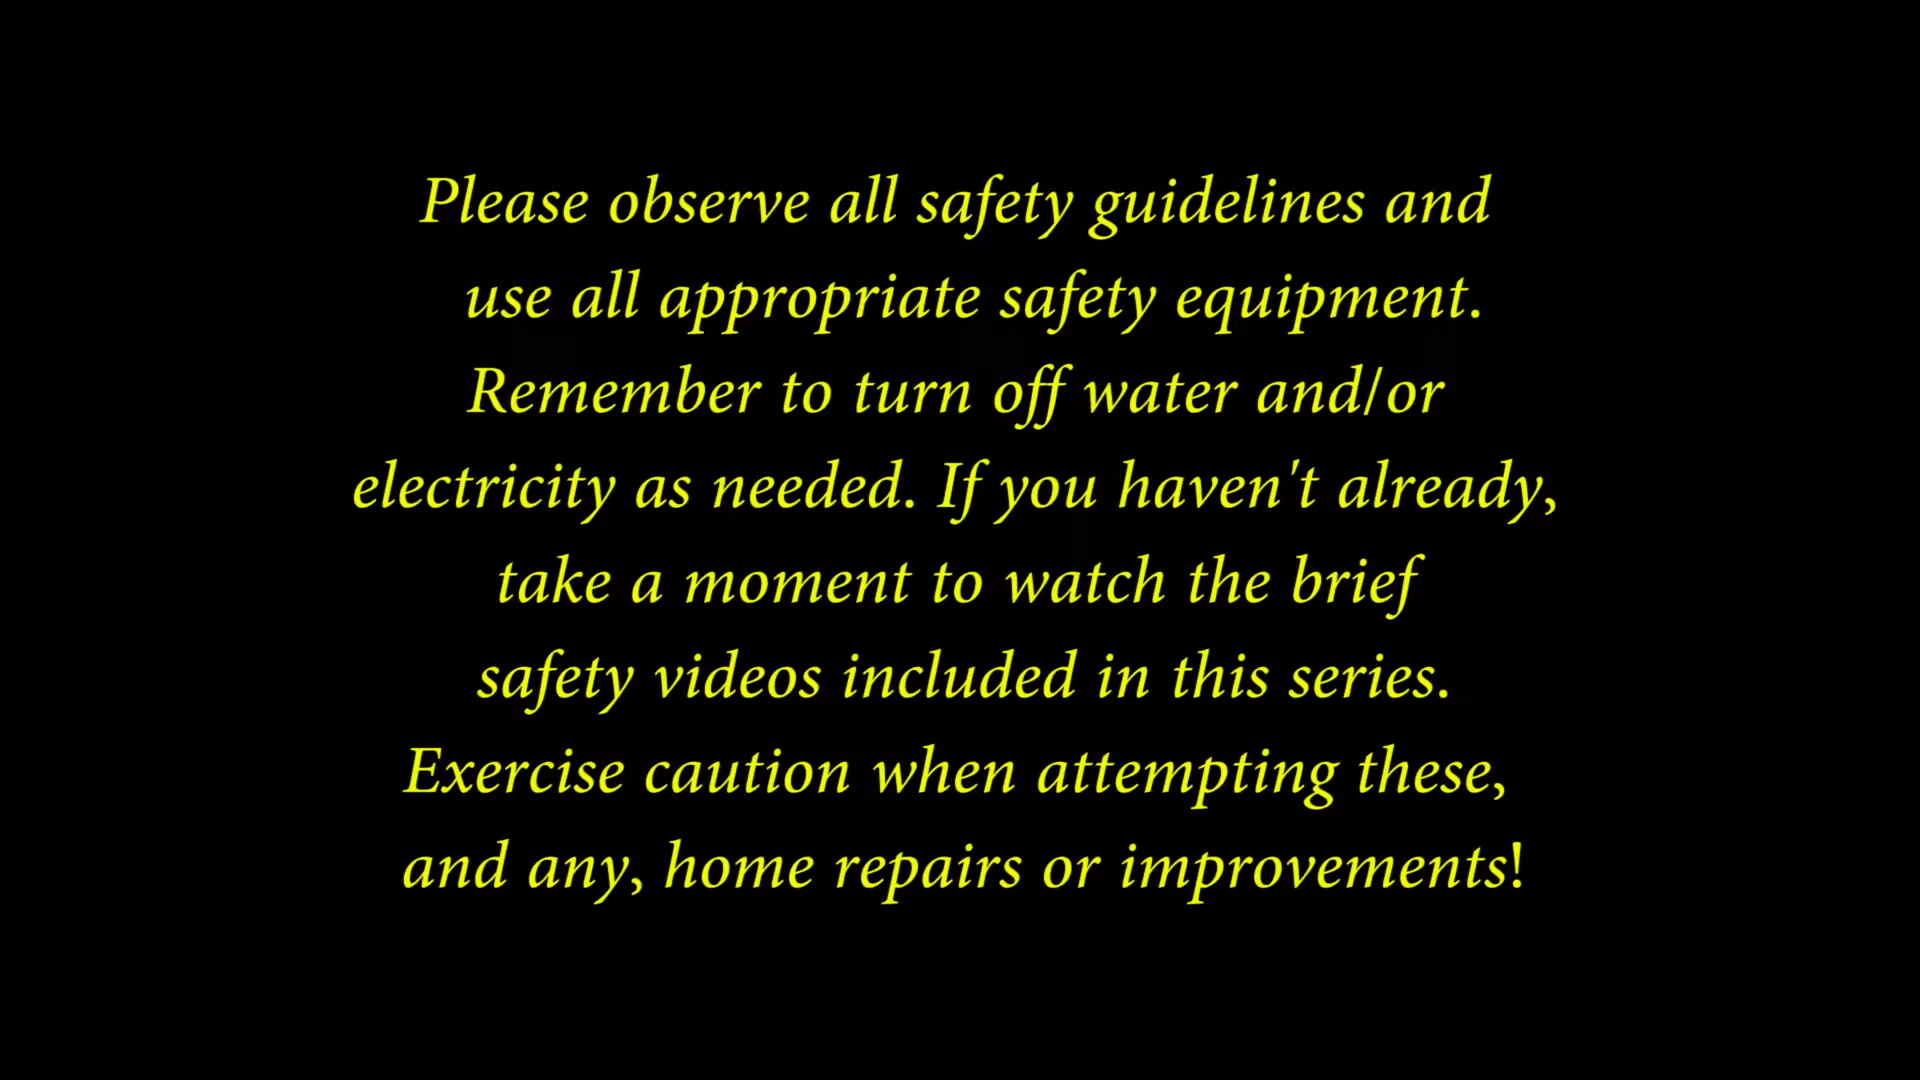 Please observe all safety guidelines and
use all appropriate safety equipment.
Remember to turn off water and/or
electricity as needed. If you haven't already,
take a moment to watch the brief
safety videos included in this series.
Exercise caution when attempting these,
and any, home repairs or improvements!